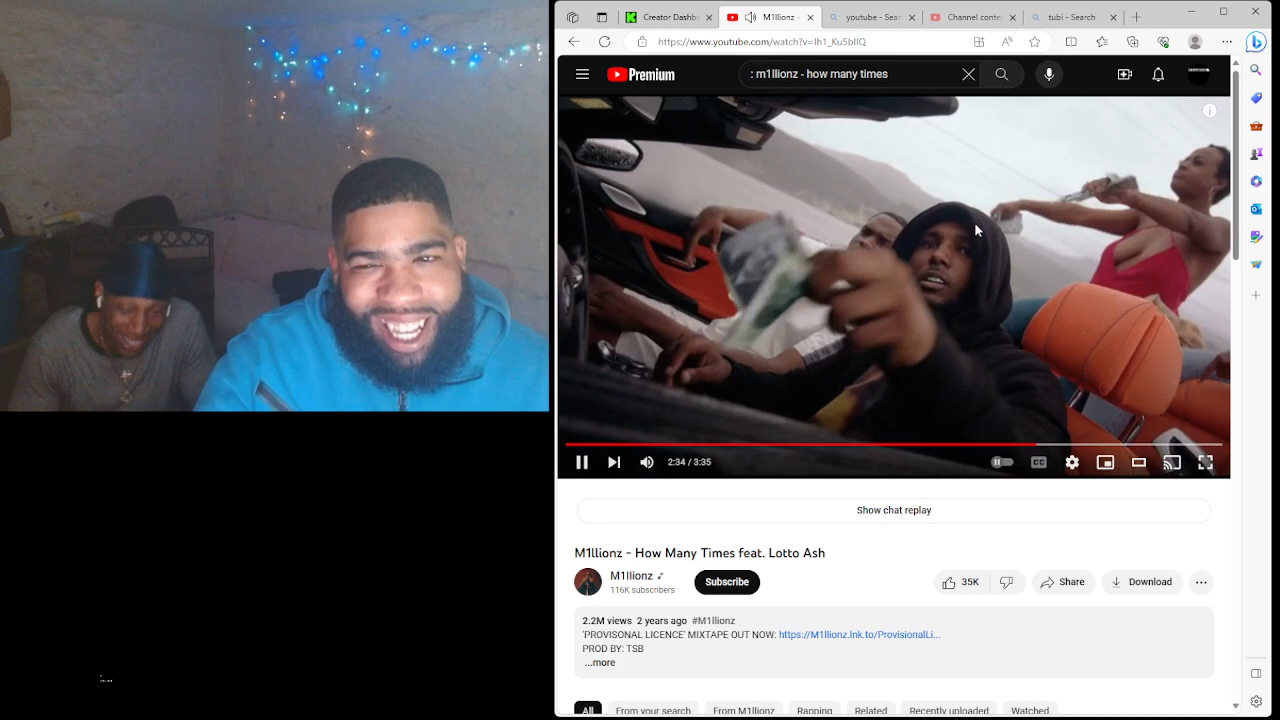 Creator Dashbo
M1llionz -
youtube - Sear
Channel conte
tubi - Search
https://www.youtube.com/watch?v=Ih1_Ku5bIlQ
Premium
: m1llionz - how many times
2:34 / 3:35
CC
Show chat replay
M1llionz - How Many Times feat. Lotto Ash
M1llionz
116K subscribers
Subscribe
35K
Share
Download
2.2M views 2 years ago #M1llionz
'PROVISONAL LICENCE' MIXTAPE OUT NOW: https://M1llionz.lnk.to/ProvisionalLi...
PROD BY: TSB
...more
All
From your search
From M1llionz
Rapping
Related
Recently uploaded
Watched